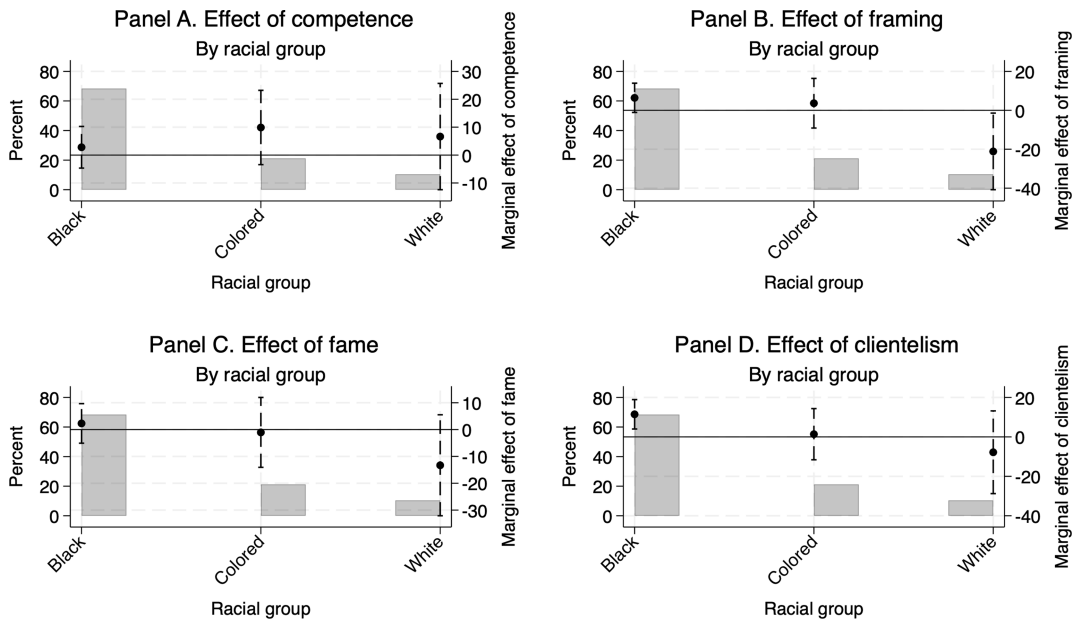 Panel A. Effect of competence
By racial group
Percent
80
60
40
20
0
30
20
10
0
-10
Marginal effect of competence
Black
Colored
White
Racial group
Panel B. Effect of framing
By racial group
Percent
80
60
40
20
0
20
0
-20
-40
Marginal effect of framing
Black
Colored
White
Racial group
Panel C. Effect of fame
By racial group
Percent
80
60
40
20
0
10
0
-10
-20
-30
Marginal effect of fame
Black
Colored
White
Racial group
Panel D. Effect of clientelism
By racial group
Percent
80
60
40
20
0
20
0
-20
-40
Marginal effect of clientelism
Black
Colored
White
Racial group